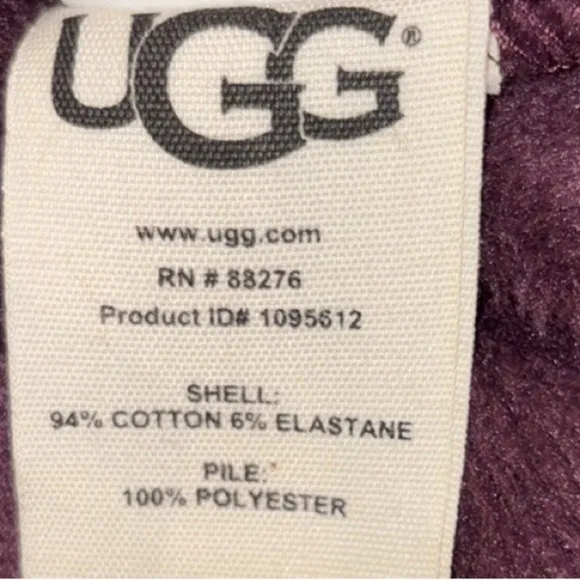 UGG®
www.ugg.com
RN # 88276
Product ID# 1095612
SHELL:
94% COTTON 6% ELASTANE
PILE:
100% POLYESTER